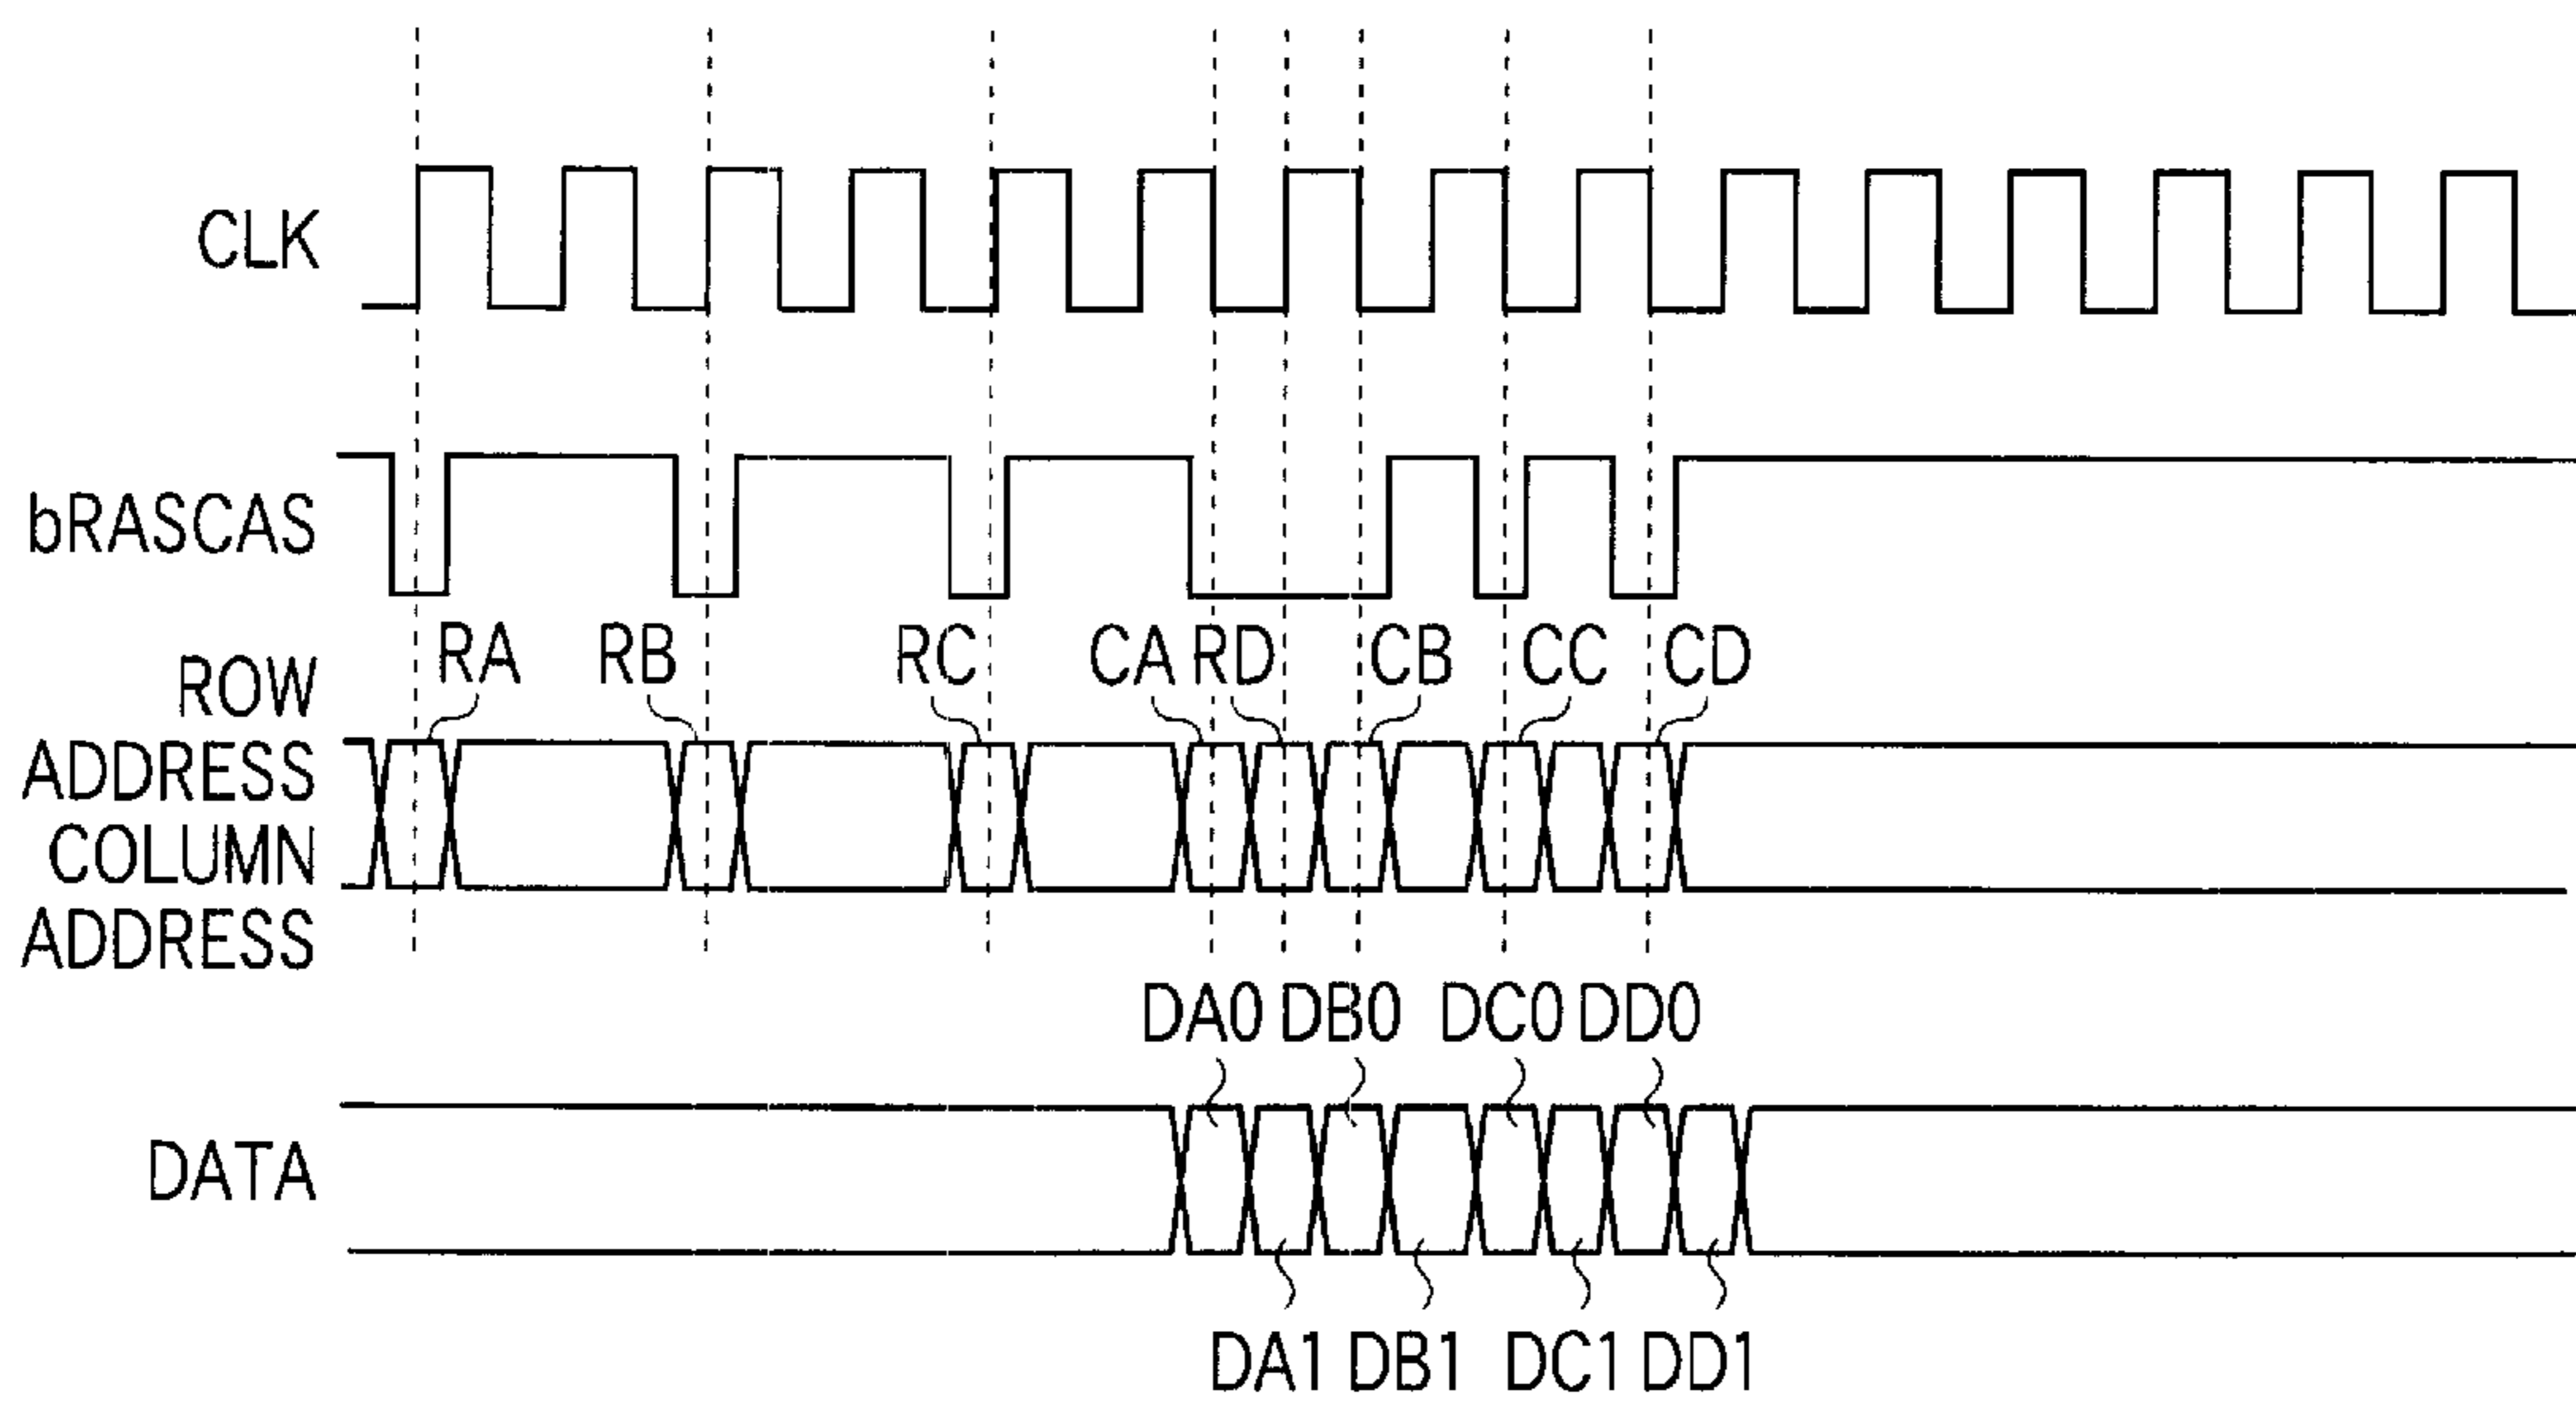 CLK
bRASCAS
RA RB RC CA RD CB CC CD
ROW
ADDRESS
COLUMN
ADDRESS
DA0 DB0 DC0 DD0
DATA
DA1 DB1 DC1 DD1